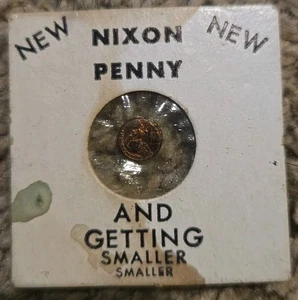 NEW NIXON NEW
PENNY
AND
GETTING
SMALLER
SMALLER